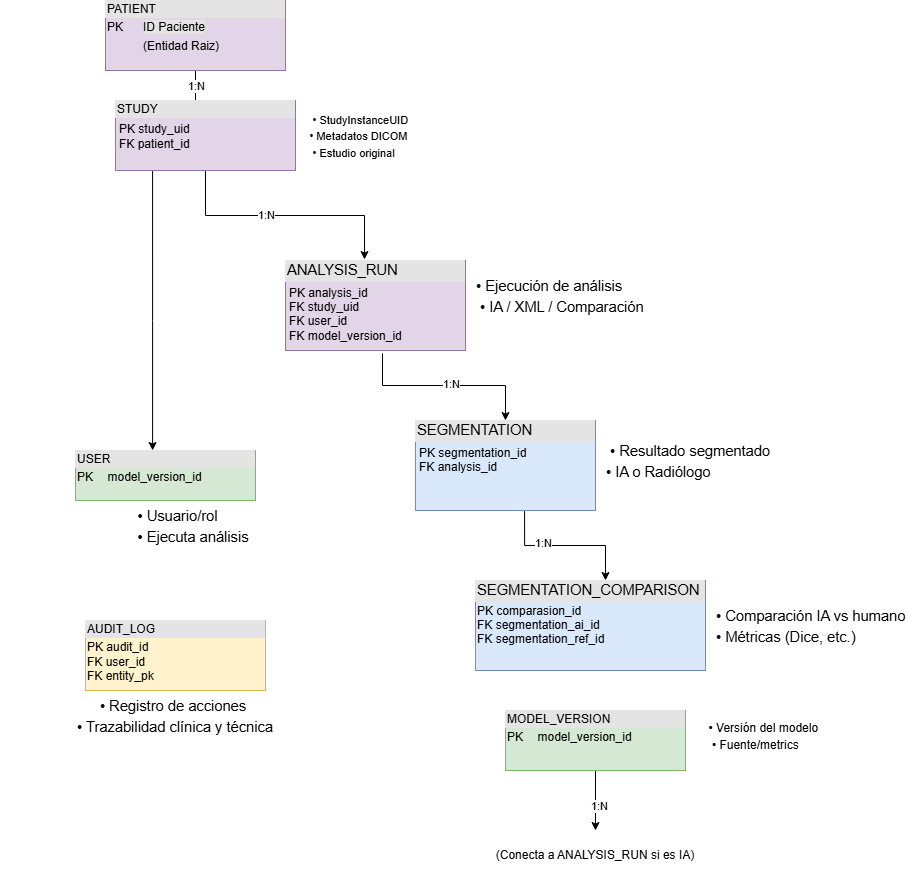 PATIENT
PK ID Paciente
(Entidad Raiz)
1:N
STUDY
PK study_uid
FK patient_id
• StudyInstanceUID
• Metadatos DICOM
• Estudio original
1:N
ANALYSIS_RUN
PK analysis_id
FK study_uid
FK user_id
FK model_version_id
• Ejecución de análisis
• IA / XML / Comparación
1:N
SEGMENTATION
PK segmentation_id
FK analysis_id
• Resultado segmentado
• IA o Radiólogo
USER
PK model_version_id
• Usuario/rol
• Ejecuta análisis
1:N
SEGMENTATION_COMPARISON
PK comparasion_id
FK segmentation_ai_id
FK segmentation_ref_id
• Comparación IA vs humano
• Métricas (Dice, etc.)
AUDIT_LOG
PK audit_id
FK user_id
FK entity_pk
• Registro de acciones
• Trazabilidad clínica y técnica
MODEL_VERSION
PK model_version_id
• Versión del modelo
• Fuente/metrics
1:N
(Conecta a ANALYSIS_RUN si es IA)